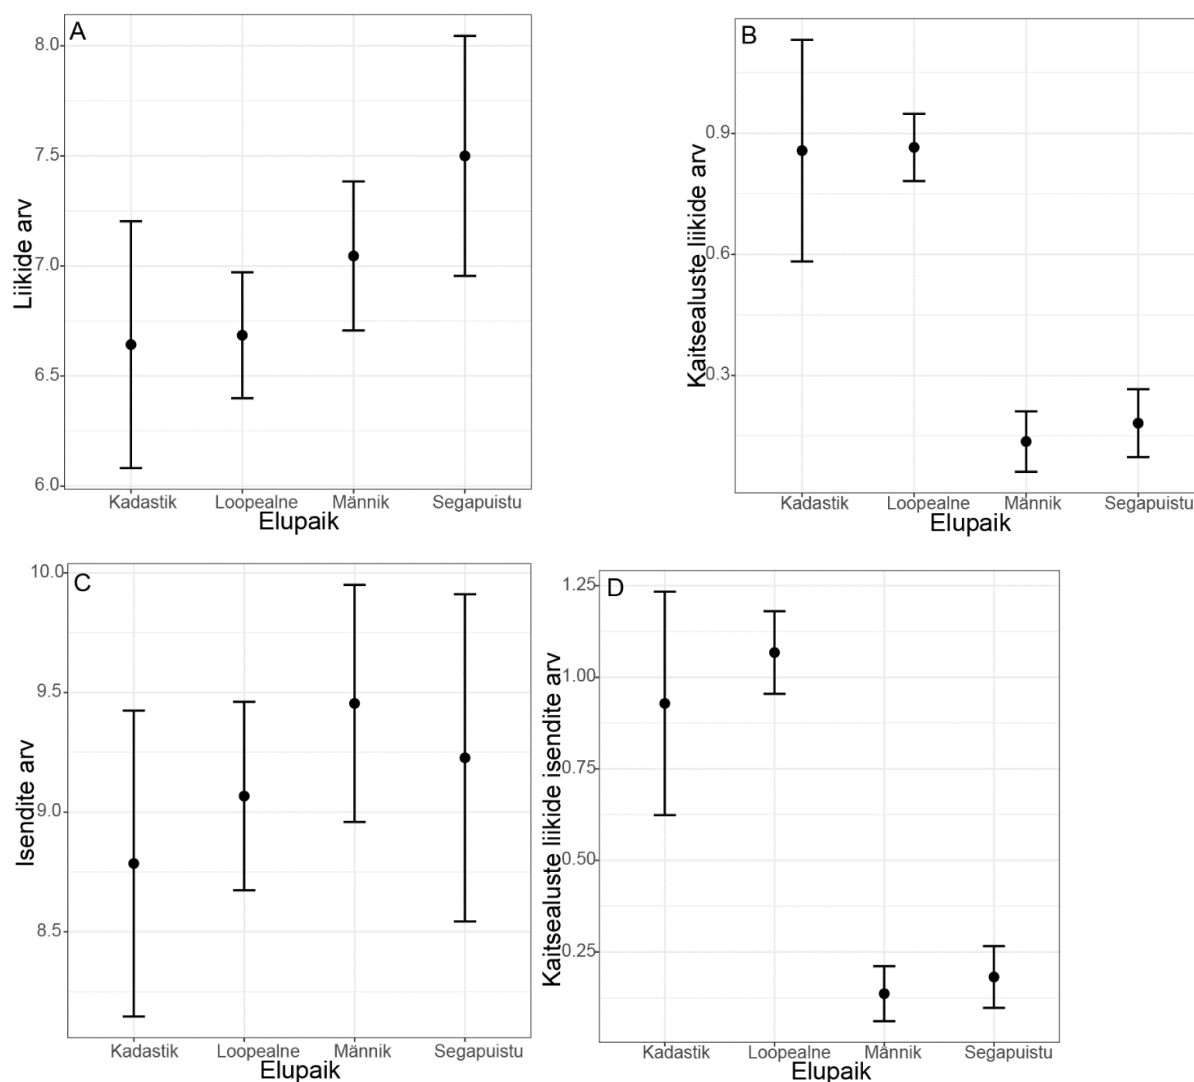 A
Liikide arv
8.0
7.5
7.0
6.5
6.0
Kadastik Loopealne Männik Segapuistu
Elupaik
B
Kaitsealuste liikide arv
0.9
0.6
0.3
Kadastik Loopealne Männik Segapuistu
Elupaik
C
Isendite arv
10.0
9.5
9.0
8.5
Kadastik Loopealne Männik Segapuistu
Elupaik
D
Kaitsealuste liikide isendite arv
1.25
1.00
0.75
0.50
0.25
Kadastik Loopealne Männik Segapuistu
Elupaik